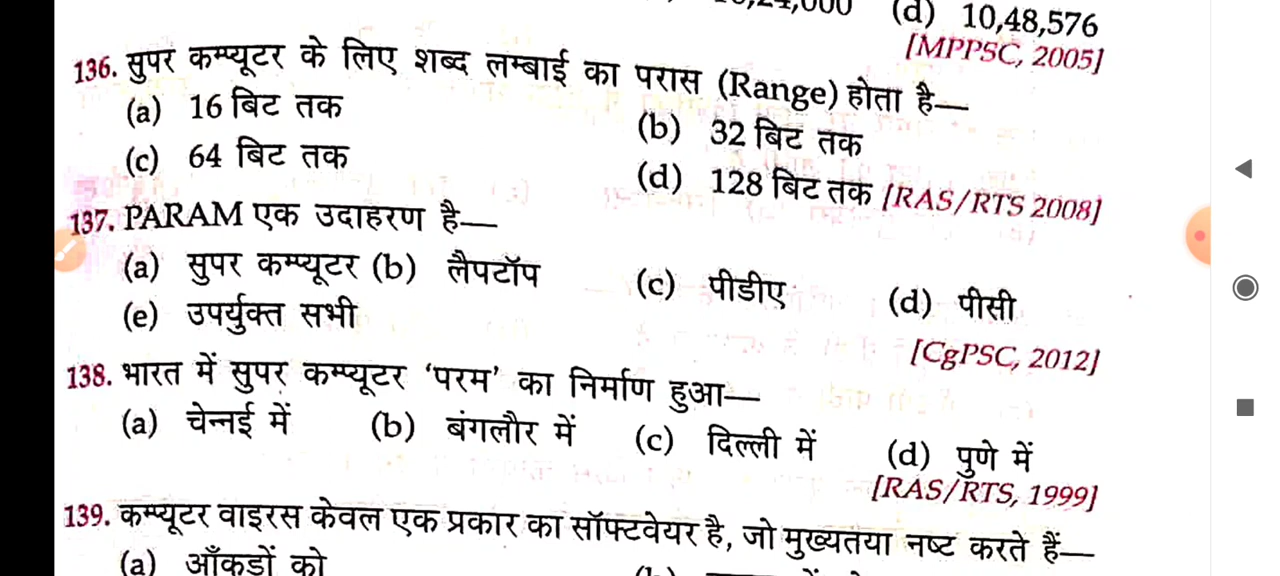 (d) 10,48,576
[MPPSC, 2005]
136. सुपर कम्प्यूटर के लिए शब्द लम्बाई का परास (Range) होता है—
(a) 16 बिट तक (b) 32 बिट तक
(c) 64 बिट तक (d) 128 बिट तक [RAS/RTS 2008]
137. PARAM एक उदाहरण है—
(a) सुपर कम्प्यूटर (b) लैपटॉप (c) पीडीए (d) पीसी
(e) उपर्युक्त सभी
[CgPSC, 2012]
138. भारत में सुपर कम्प्यूटर ‘परम’ का निर्माण हुआ—
(a) चेन्नई में (b) बंगलौर में (c) दिल्ली में (d) पुणे में
[RAS/RTS, 1999]
139. कम्प्यूटर वाइरस केवल एक प्रकार का सॉफ्टवेयर है, जो मुख्यतया नष्ट करते हैं—
(a) आँकडों को